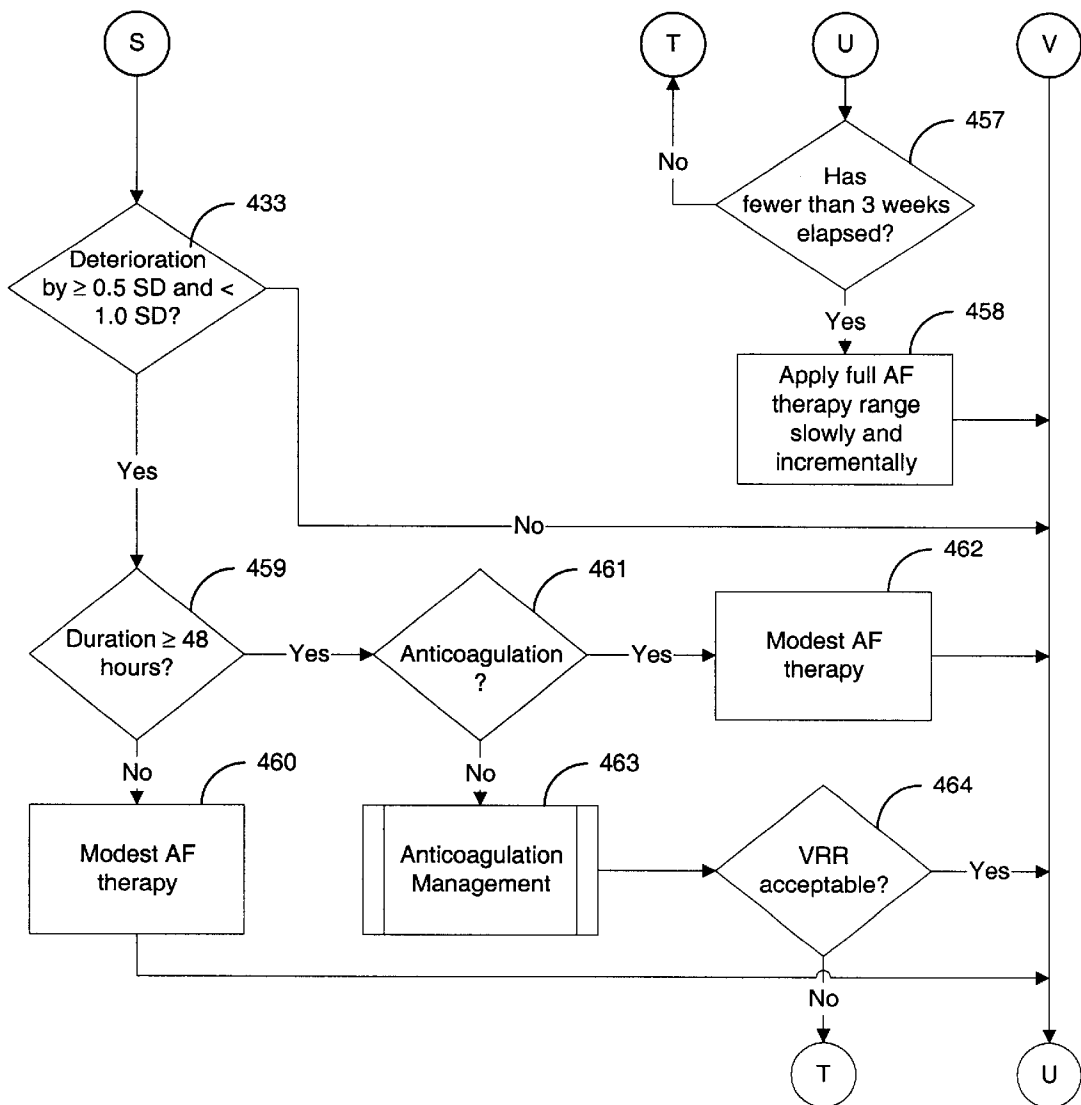 S
T
U
V
457
No
Has
fewer than 3 weeks
elapsed?
433
Deterioration
by ≥ 0.5 SD and <
1.0 SD?
Yes
458
Apply full AF
therapy range
slowly and
incrementally
Yes
No
459
Duration ≥ 48
hours?
Yes
461
Anticoagulation
?
Yes
462
Modest AF
therapy
No
460
Modest AF
therapy
No
463
Anticoagulation
Management
464
VRR
acceptable?
Yes
No
T
U